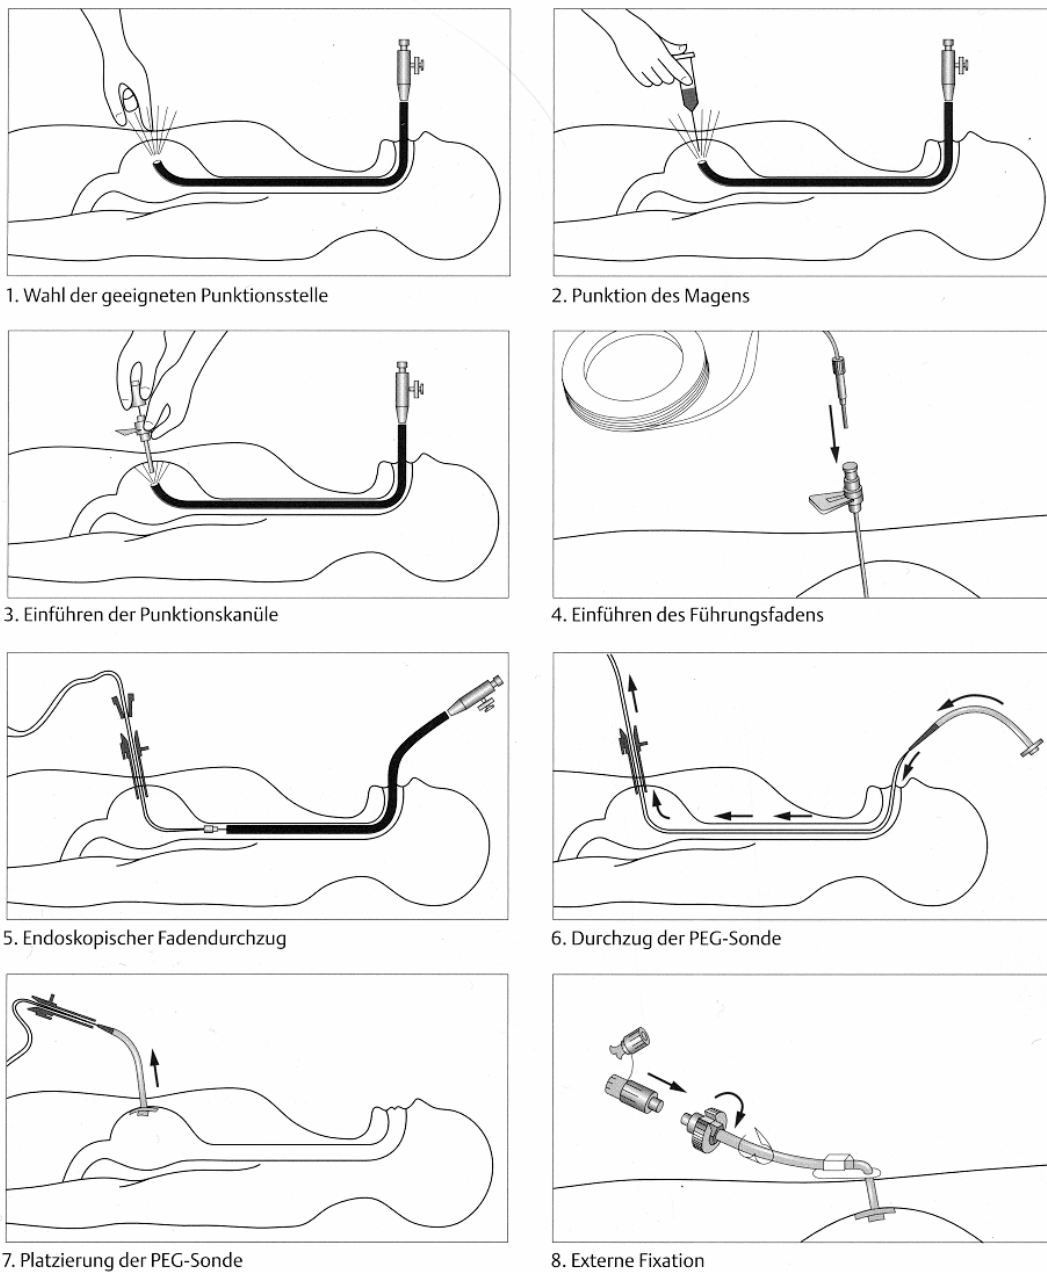 1. Wahl der geeigneten Punktionsstelle
2. Punktion des Magens
3. Einführen der Punktionskanüle
4. Einführen des Führungsfadens
5. Endoskopischer Fadendurchzug
6. Durchzug der PEG-Sonde
7. Platzierung der PEG-Sonde
8. Externe Fixation